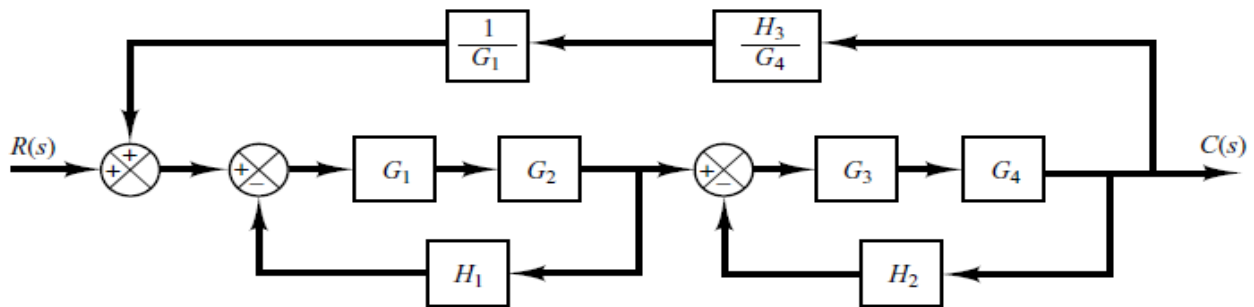 1
G₁
H₃
G₄
R(s)
+
+
+
−
G₁
G₂
+
−
G₃
G₄
C(s)
H₁
H₂